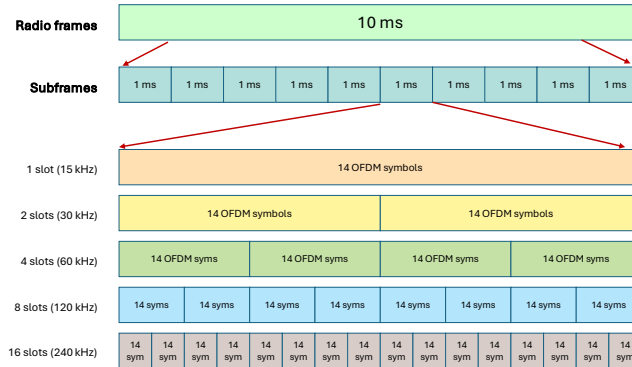 Radio frames
10 ms
Subframes
1 ms 1 ms 1 ms 1 ms 1 ms 1 ms 1 ms 1 ms 1 ms 1 ms
1 slot (15 kHz)
14 OFDM symbols
2 slots (30 kHz)
14 OFDM symbols 14 OFDM symbols
4 slots (60 kHz)
14 OFDM syms 14 OFDM syms 14 OFDM syms 14 OFDM syms
8 slots (120 kHz)
14 syms 14 syms 14 syms 14 syms 14 syms 14 syms 14 syms 14 syms
16 slots (240 kHz)
14 14 14 14 14 14 14 14 14 14 14 14 14 14 14 14
sym sym sym sym sym sym sym sym sym sym sym sym sym sym sym sym